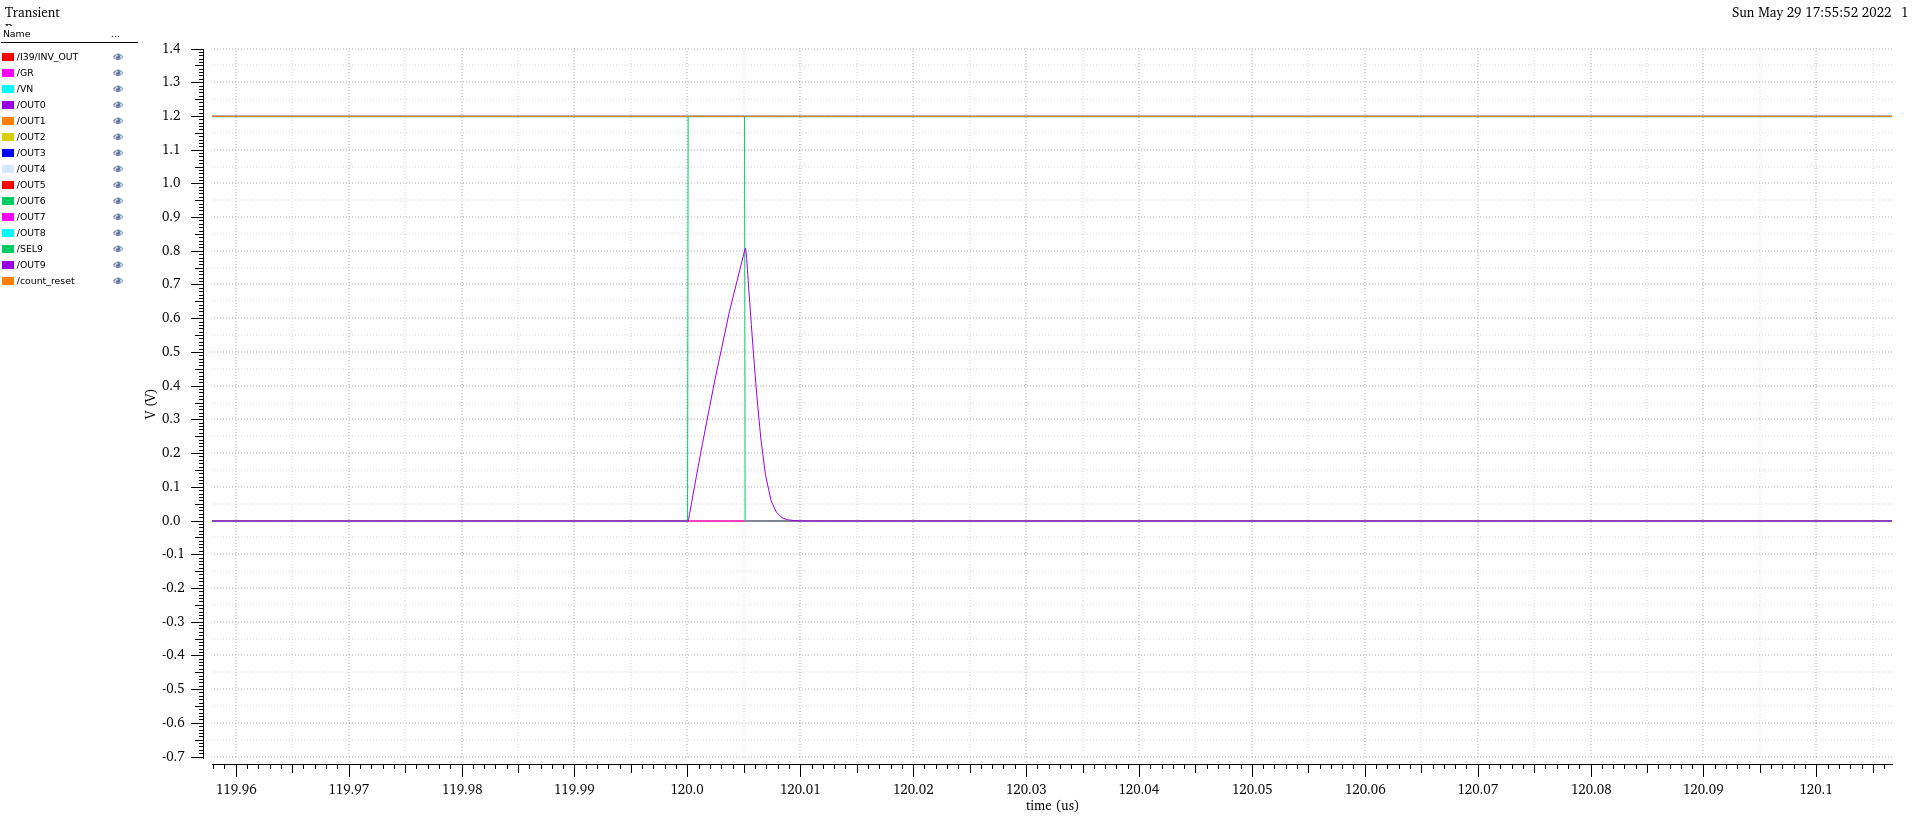 Transient
Sun May 29 17:55:52 2022 1
Name ...
/I39/INV_OUT
/GR
/VN
/OUT0
/OUT1
/OUT2
/OUT3
/OUT4
/OUT5
/OUT6
/OUT7
/OUT8
/SEL9
/OUT9
/count_reset
V (V)
1.4
1.3
1.2
1.1
1.0
0.9
0.8
0.7
0.6
0.5
0.4
0.3
0.2
0.1
0.0
-0.1
-0.2
-0.3
-0.4
-0.5
-0.6
-0.7
119.96 119.97 119.98 119.99 120.0 120.01 120.02 120.03 120.04 120.05 120.06 120.07 120.08 120.09 120.1
time (us)